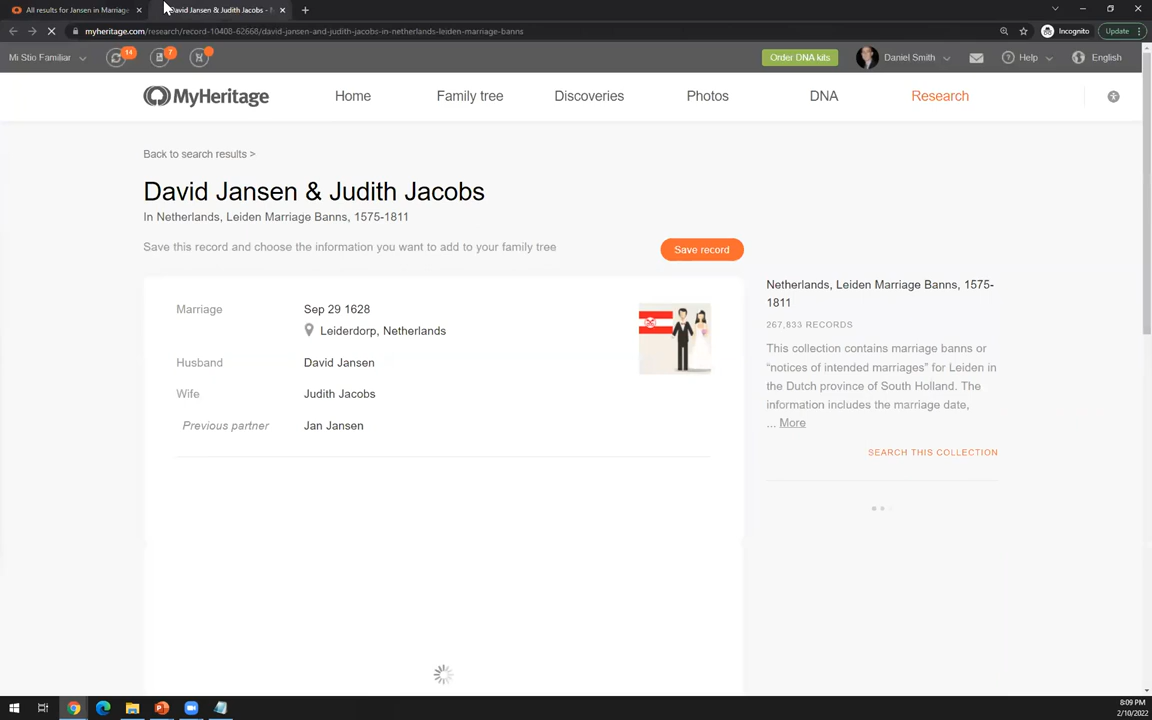 All results for Jansen in Marriage
David Jansen & Judith Jacobs -
myheritage.com/research/record-10408-62668/david-jansen-and-judith-jacobs-in-netherlands-leiden-marriage-banns
Incognito
Update
Mi Stio Familiar
14
7
Order DNA kits
Daniel Smith
Help
English
MyHeritage
Home
Family tree
Discoveries
Photos
DNA
Research
Back to search results >
David Jansen & Judith Jacobs
In Netherlands, Leiden Marriage Banns, 1575-1811
Save this record and choose the information you want to add to your family tree
Save record
Marriage
Sep 29 1628
Leiderdorp, Netherlands
Husband
David Jansen
Wife
Judith Jacobs
Previous partner
Jan Jansen
Netherlands, Leiden Marriage Banns, 1575-
1811
267,833 RECORDS
This collection contains marriage banns or
“notices of intended marriages” for Leiden in
the Dutch province of South Holland. The
information includes the marriage date,
... More
SEARCH THIS COLLECTION
8:09 PM
2/10/2022